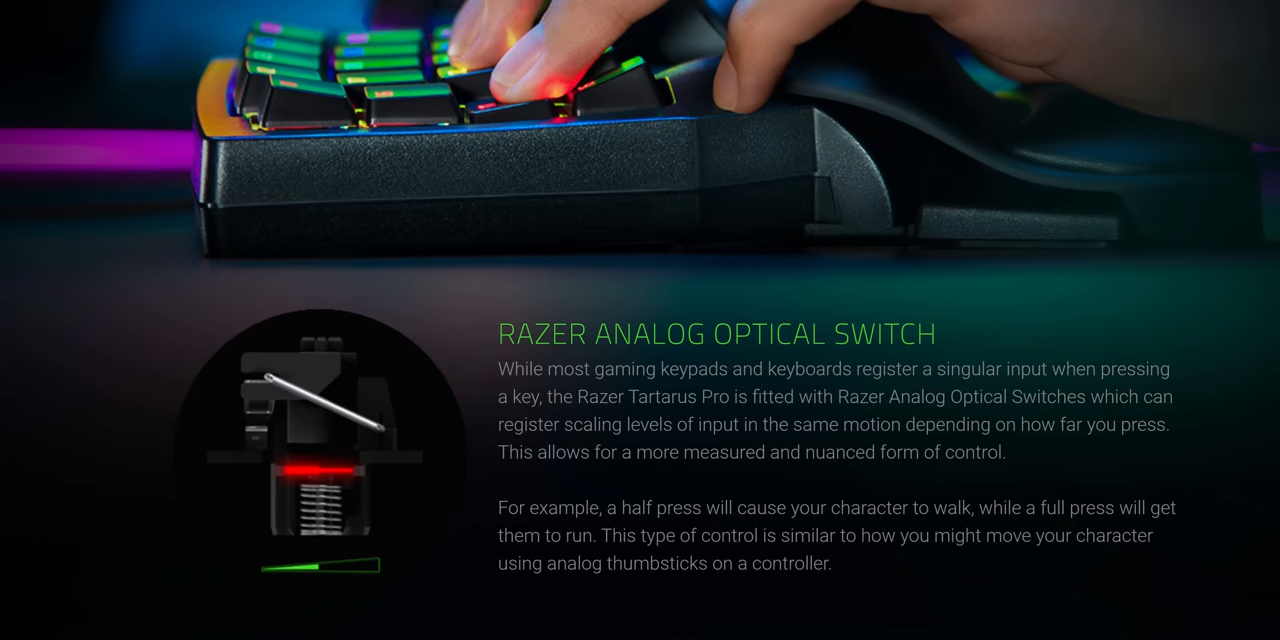 RAZER ANALOG OPTICAL SWITCH
While most gaming keypads and keyboards register a singular input when pressing
a key, the Razer Tartarus Pro is fitted with Razer Analog Optical Switches which can
register scaling levels of input in the same motion depending on how far you press.
This allows for a more measured and nuanced form of control.
For example, a half press will cause your character to walk, while a full press will get
them to run. This type of control is similar to how you might move your character
using analog thumbsticks on a controller.